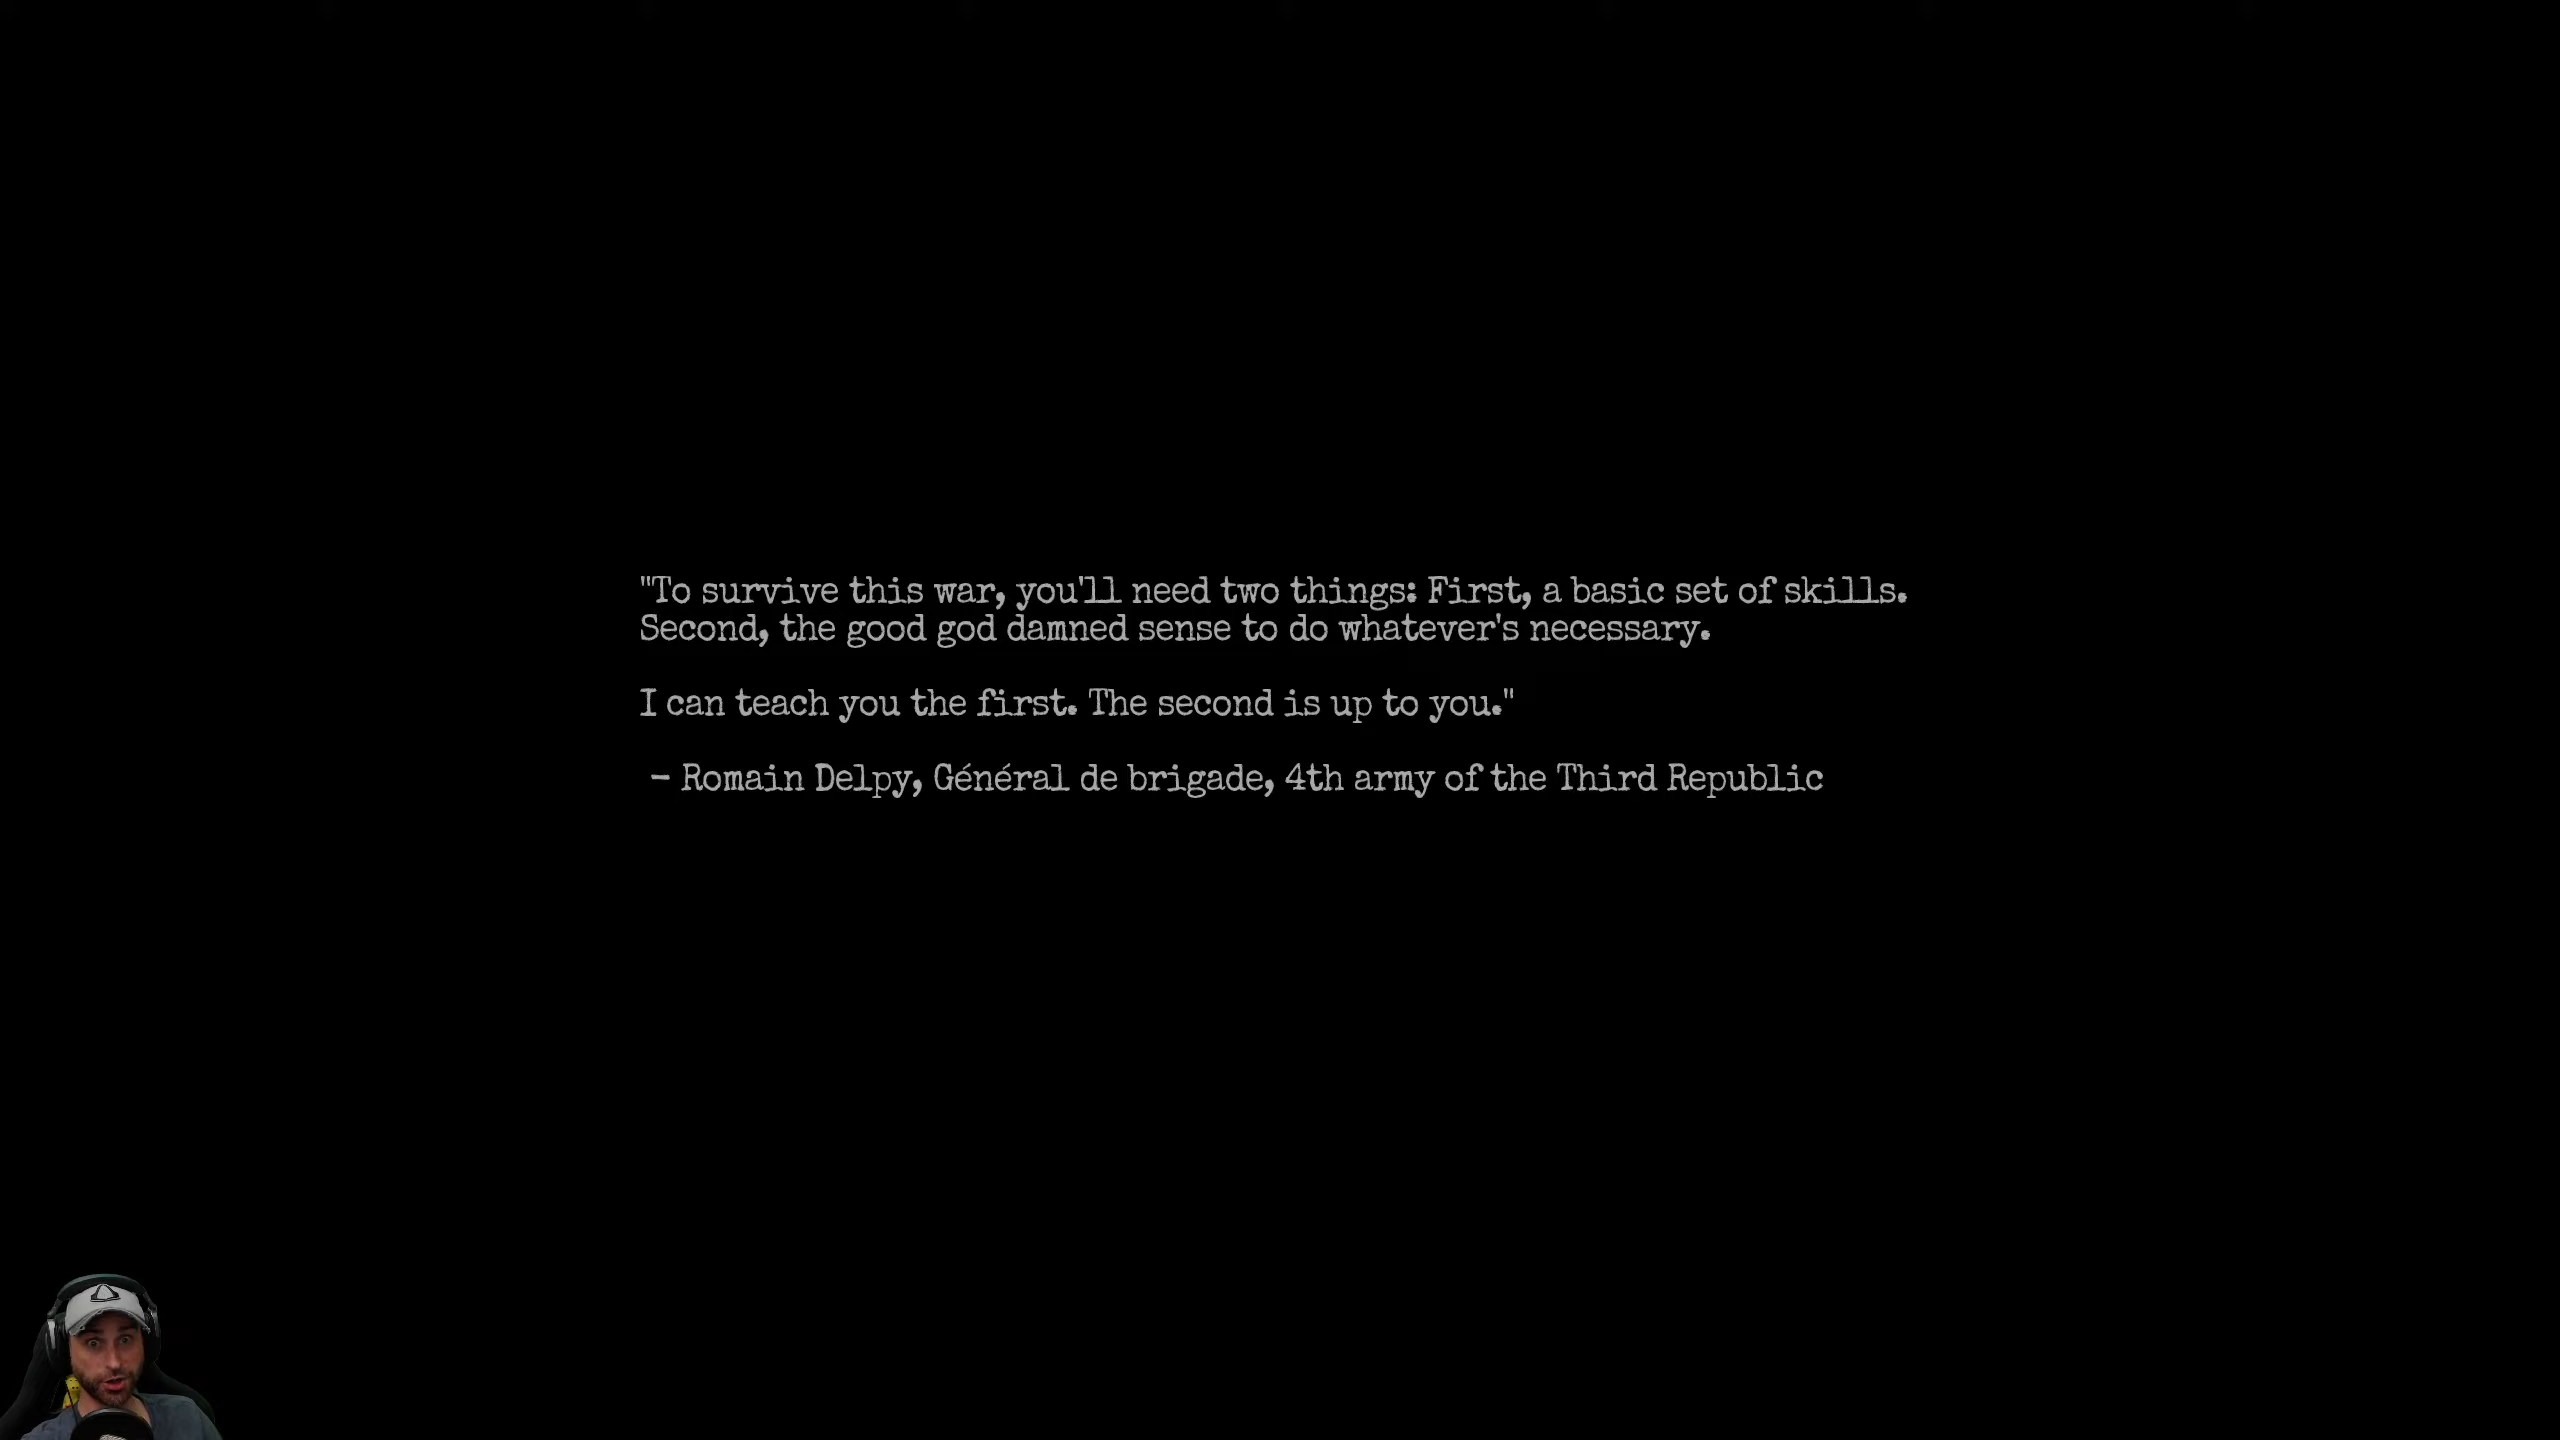 "To survive this war, you'll need two things: First, a basic set of skills.
Second, the good god damned sense to do whatever's necessary.
I can teach you the first. The second is up to you."
- Romain Delpy, Général de brigade, 4th army of the Third Republic